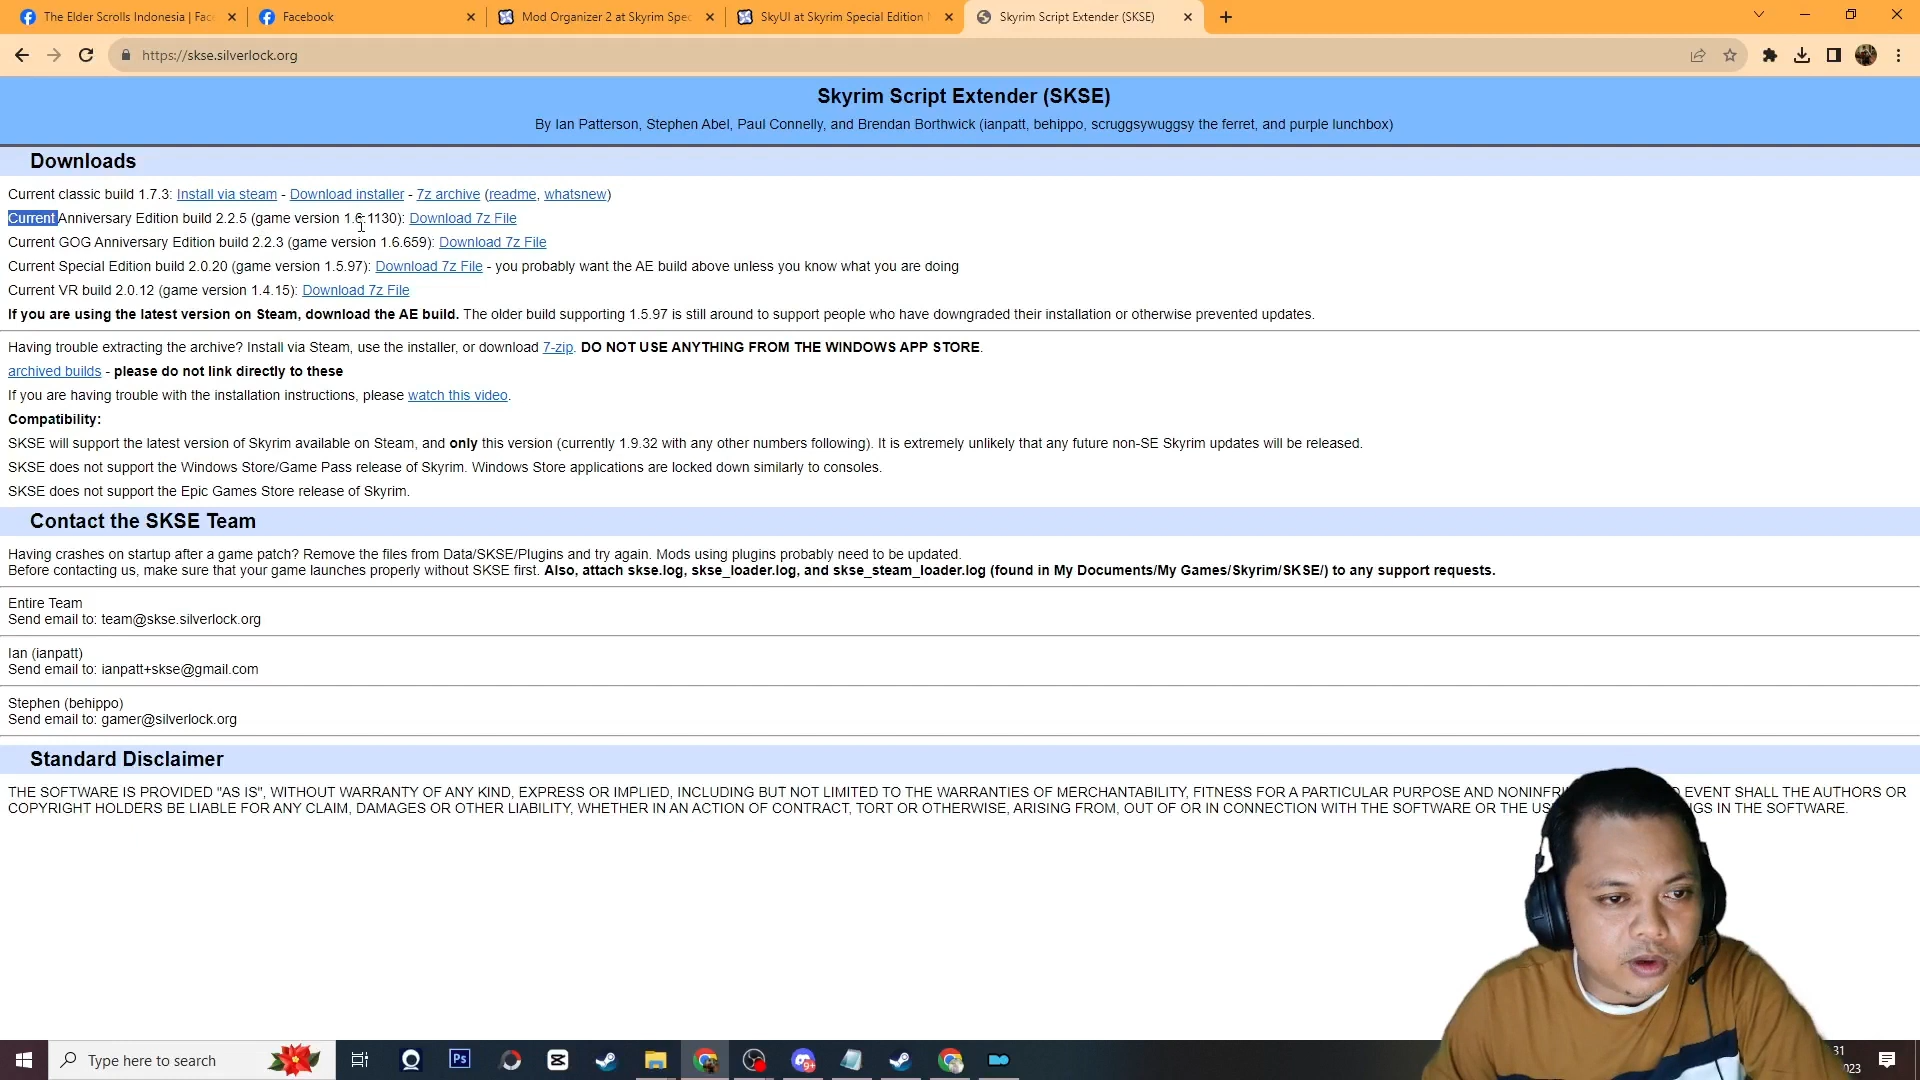 The Elder Scrolls Indonesia | Fac
Facebook
Mod Organizer 2 at Skyrim Spec
SkyUI at Skyrim Special Edition
Skyrim Script Extender (SKSE)
https://skse.silverlock.org
Skyrim Script Extender (SKSE)
By Ian Patterson, Stephen Abel, Paul Connelly, and Brendan Borthwick (ianpatt, behippo, scruggsywuggsy the ferret, and purple lunchbox)
Downloads
Current classic build 1.7.3: Install via steam - Download installer - 7z archive (readme, whatsnew)
Current Anniversary Edition build 2.2.5 (game version 1.6.1130): Download 7z File
Current GOG Anniversary Edition build 2.2.3 (game version 1.6.659): Download 7z File
Current Special Edition build 2.0.20 (game version 1.5.97): Download 7z File - you probably want the AE build above unless you know what you are doing
Current VR build 2.0.12 (game version 1.4.15): Download 7z File
If you are using the latest version on Steam, download the AE build. The older build supporting 1.5.97 is still around to support people who have downgraded their installation or otherwise prevented updates.
Having trouble extracting the archive? Install via Steam, use the installer, or download 7-zip. DO NOT USE ANYTHING FROM THE WINDOWS APP STORE.
archived builds - please do not link directly to these
If you are having trouble with the installation instructions, please watch this video.
Compatibility:
SKSE will support the latest version of Skyrim available on Steam, and only this version (currently 1.9.32 with any other numbers following). It is extremely unlikely that any future non-SE Skyrim updates will be released.
SKSE does not support the Windows Store/Game Pass release of Skyrim. Windows Store applications are locked down similarly to consoles.
SKSE does not support the Epic Games Store release of Skyrim.
Contact the SKSE Team
Having crashes on startup after a game patch? Remove the files from Data/SKSE/Plugins and try again. Mods using plugins probably need to be updated.
Before contacting us, make sure that your game launches properly without SKSE first. Also, attach skse.log, skse_loader.log, and skse_steam_loader.log (found in My Documents/My Games/Skyrim/SKSE/) to any support requests.
Entire Team
Send email to: team@skse.silverlock.org
Ian (ianpatt)
Send email to: ianpatt+skse@gmail.com
Stephen (behippo)
Send email to: gamer@silverlock.org
Standard Disclaimer
THE SOFTWARE IS PROVIDED "AS IS", WITHOUT WARRANTY OF ANY KIND, EXPRESS OR IMPLIED, INCLUDING BUT NOT LIMITED TO THE WARRANTIES OF MERCHANTABILITY, FITNESS FOR A PARTICULAR PURPOSE AND NONINFRI EVENT SHALL THE AUTHORS OR
COPYRIGHT HOLDERS BE LIABLE FOR ANY CLAIM, DAMAGES OR OTHER LIABILITY, WHETHER IN AN ACTION OF CONTRACT, TORT OR OTHERWISE, ARISING FROM, OUT OF OR IN CONNECTION WITH THE SOFTWARE OR THE US NGS IN THE SOFTWARE.
Type here to search
Ps
9+
31
023